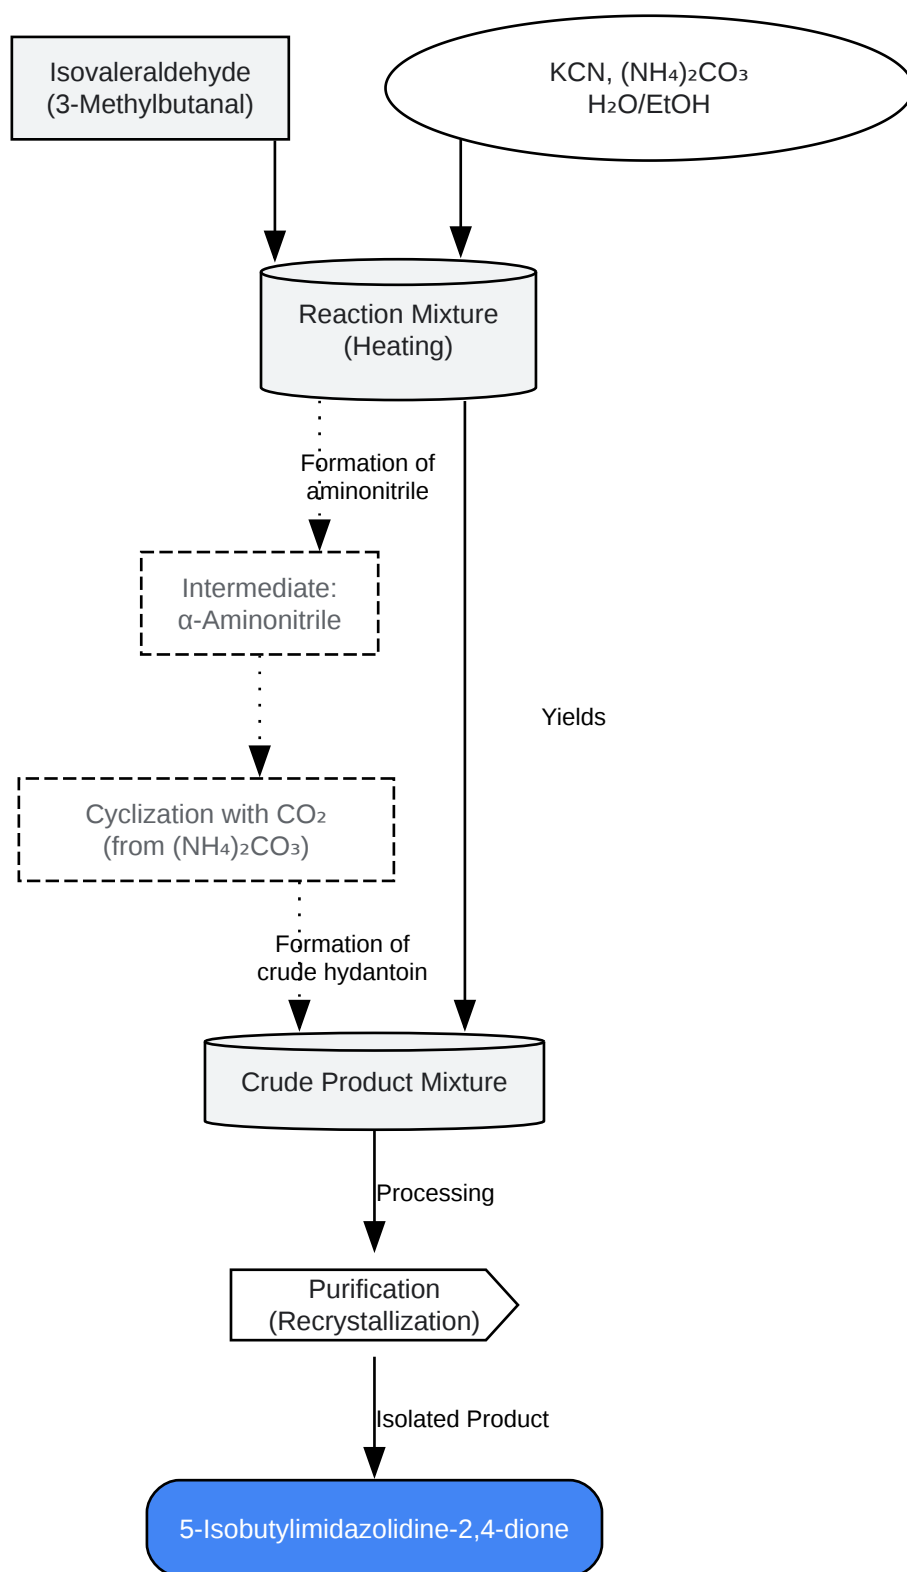 Isovaleraldehyde
(3-Methylbutanal)
KCN, (NH₄)₂CO₃
H₂O/EtOH
Reaction Mixture
(Heating)
Formation of
aminonitrile
Intermediate:
α-Aminonitrile
Yields
Cyclization with CO₂
(from (NH₄)₂CO₃)
Formation of
crude hydantoin
Crude Product Mixture
Processing
Purification
(Recrystallization)
Isolated Product
5-Isobutylimidazolidine-2,4-dione